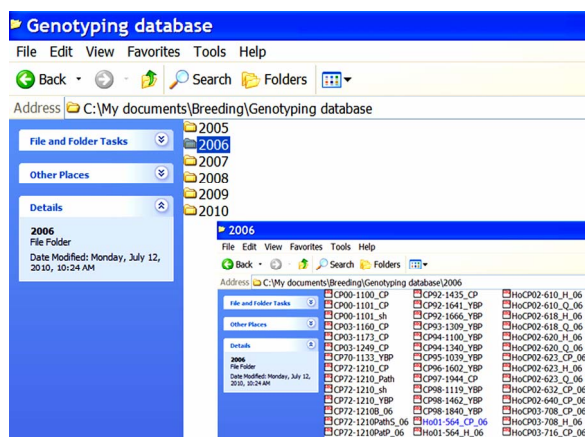 Genotyping database
File Edit View Favorites Tools Help
Back Search Folders
Address C:\My documents\Breeding\Genotyping database
File and Folder Tasks
Other Places
Details
2006
File Folder
Date Modified: Monday, July 12,
2010, 10:24 AM
2005
2006
2007
2008
2009
2010
2006
File Edit View Favorites Tools Help
Back Search Folders
Address C:\My documents\Breeding\Genotyping database\2006
File and Folder Tasks
Other Places
Details
2006
File Folder
Date Modified: Monday, July 12,
2010, 10:24 AM
CP00-1100_CP CP92-1435_CP HoCP02-610_H_06
CP00-1101_CP CP92-1641_YBP HoCP02-610_Q_06
CP00-1101_sh CP92-1666_YBP HoCP02-618_H_06
CP03-1160_CP CP93-1309_YBP HoCP02-618_Q_06
CP03-1173_CP CP94-1100_YBP HoCP02-620_H_06
CP03-1249_CP CP94-1340_YBP HoCP02-620_Q_06
CP70-1133_YBP CP95-1039_YBP HoCP02-623_CP_06
CP72-1210_CP CP96-1602_YBP HoCP02-623_H_06
CP72-1210_Path CP97-1944_CP HoCP02-623_Q_06
CP72-1210_sh CP98-1119_YBP HoCP02-632_CP_06
CP72-1210_YBP CP98-1462_YBP HoCP02-640_CP_06
CP72-1210B_06 CP98-1840_YBP HoCP03-708_CP_06
CP72-1210PathS_06 Ho01-564_CP_06 HoCP03-708_H_06
CP72-1210PatP_06 Ho01-564_H_06 HoCP03-716_CP_06